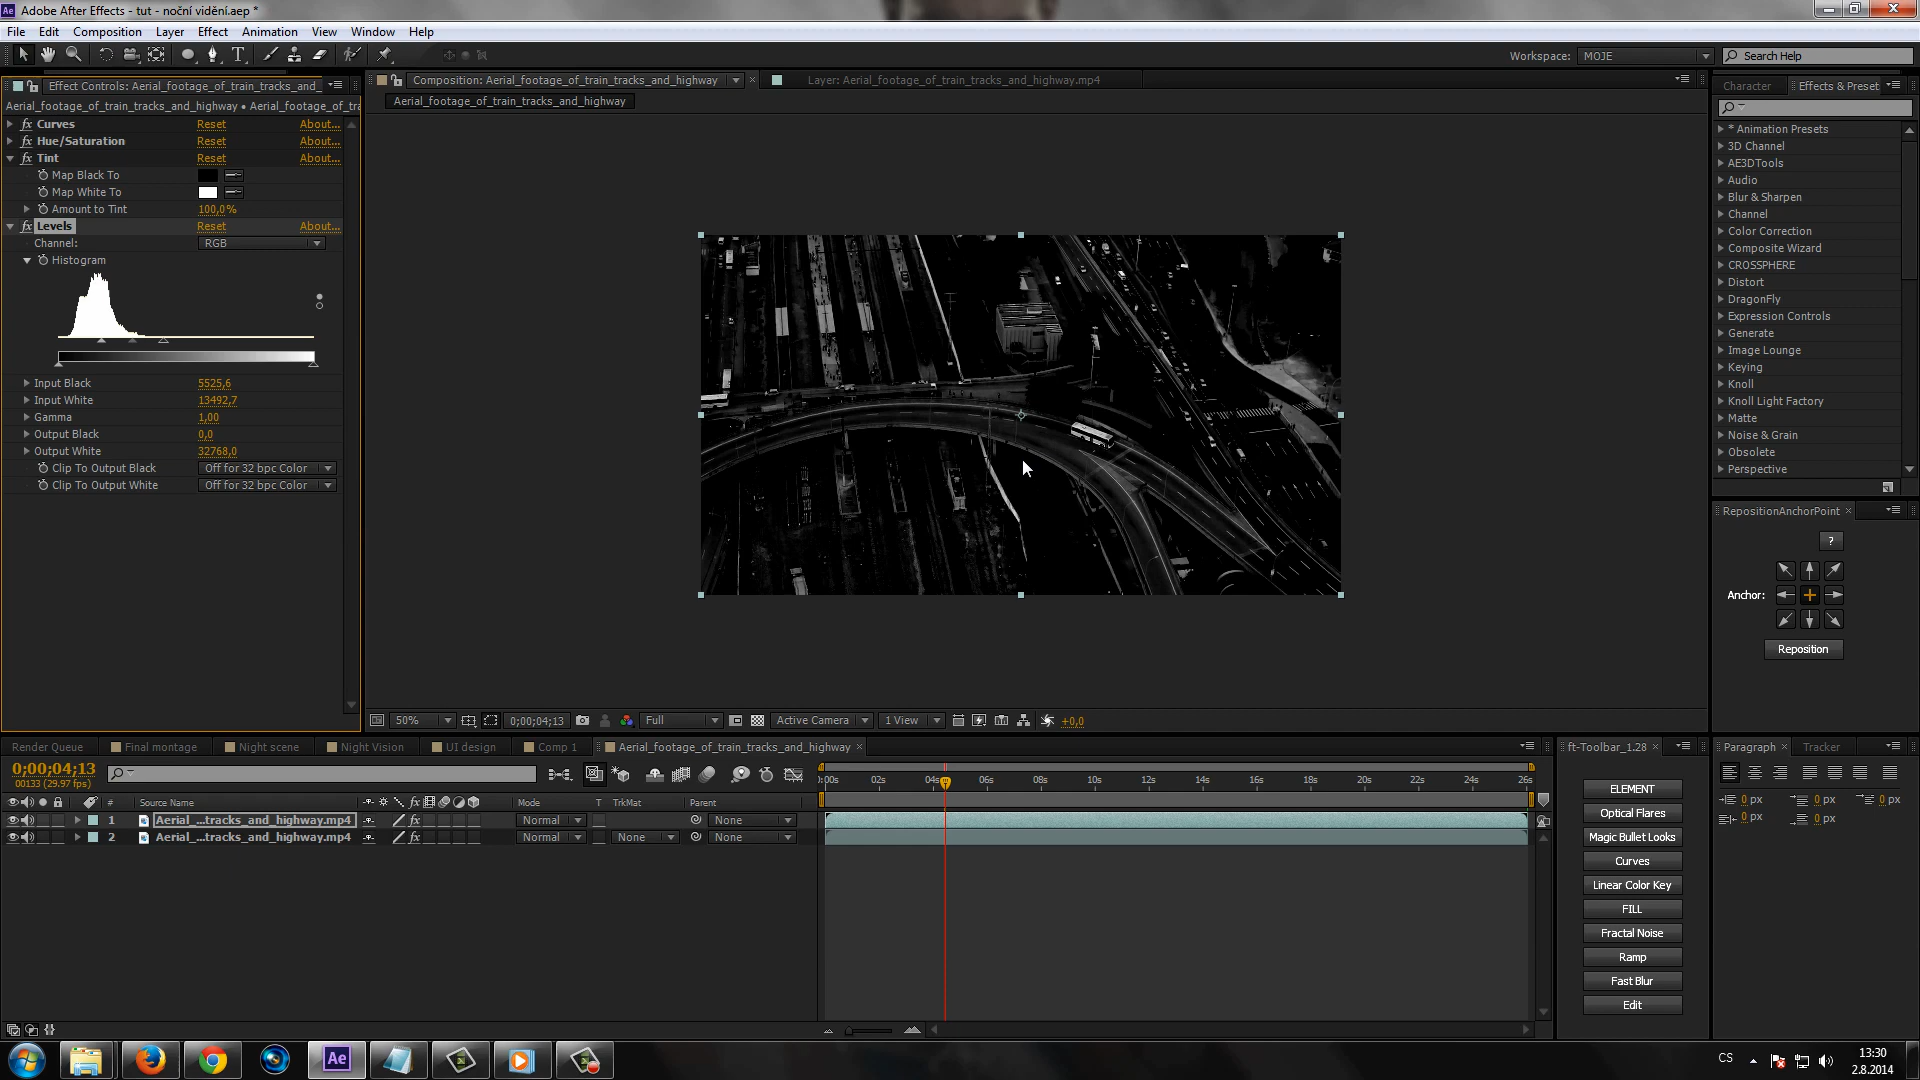 Adobe After Effects - tut - noční vidění.aep *
File Edit Composition Layer Effect Animation View Window Help
Workspace: MOJE Search Help
Effect Controls: Aerial_footage_of_train_tracks_and_
Aerial_footage_of_train_tracks_and_highway • Aerial_footage_of_tra
Curves Reset About...
Hue/Saturation Reset About...
Tint Reset About...
Map Black To
Map White To
Amount to Tint 100,0%
Levels Reset About...
Channel: RGB
Histogram
Input Black 5525,6
Input White 13492,7
Gamma 1,00
Output Black 0,0
Output White 32768,0
Clip To Output Black Off for 32 bpc Color
Clip To Output White Off for 32 bpc Color
Composition: Aerial_footage_of_train_tracks_and_highway
Layer: Aerial_footage_of_train_tracks_and_highway.mp4
Aerial_footage_of_train_tracks_and_highway
50% 0;00;04;13 Full Active Camera 1 View +0,0
Character Effects & Preset
* Animation Presets
3D Channel
AE3DTools
Audio
Blur & Sharpen
Channel
Color Correction
Composite Wizard
CROSSPHERE
Distort
DragonFly
Expression Controls
Generate
Image Lounge
Keying
Knoll
Knoll Light Factory
Matte
Noise & Grain
Obsolete
Perspective
RepositionAnchorPoint
?
Anchor:
Reposition
Render Queue Final montage Night scene Night Vision UI design Comp 1 Aerial_footage_of_train_tracks_and_highway
0;00;04;13
00133 (29.97 fps)
# Source Name Mode T TrkMat Parent
1 Aerial_...tracks_and_highway.mp4 Normal None
2 Aerial_...tracks_and_highway.mp4 Normal None None
0:00s 02s 04s 06s 08s 10s 12s 14s 16s 18s 20s 22s 24s 26s
ft-Toolbar_1.28
ELEMENT
Optical Flares
Magic Bullet Looks
Curves
Linear Color Key
FILL
Fractal Noise
Ramp
Fast Blur
Edit
Paragraph Tracker
0 px 0 px 0 px
0 px 0 px
CS
13:30
2.8.2014